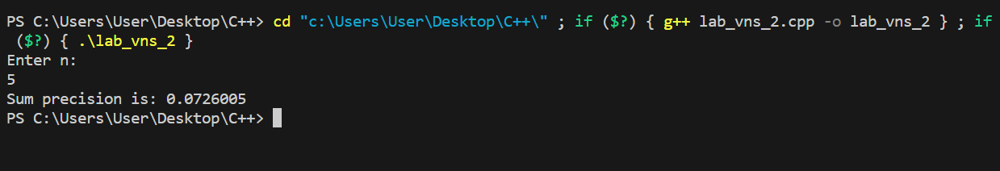 PS C:\Users\User\Desktop\C++> cd "c:\Users\User\Desktop\C++\" ; if ($?) { g++ lab_vns_2.cpp -o lab_vns_2 } ; if
($?) { .\lab_vns_2 }
Enter n:
5
Sum precision is: 0.0726005
PS C:\Users\User\Desktop\C++>